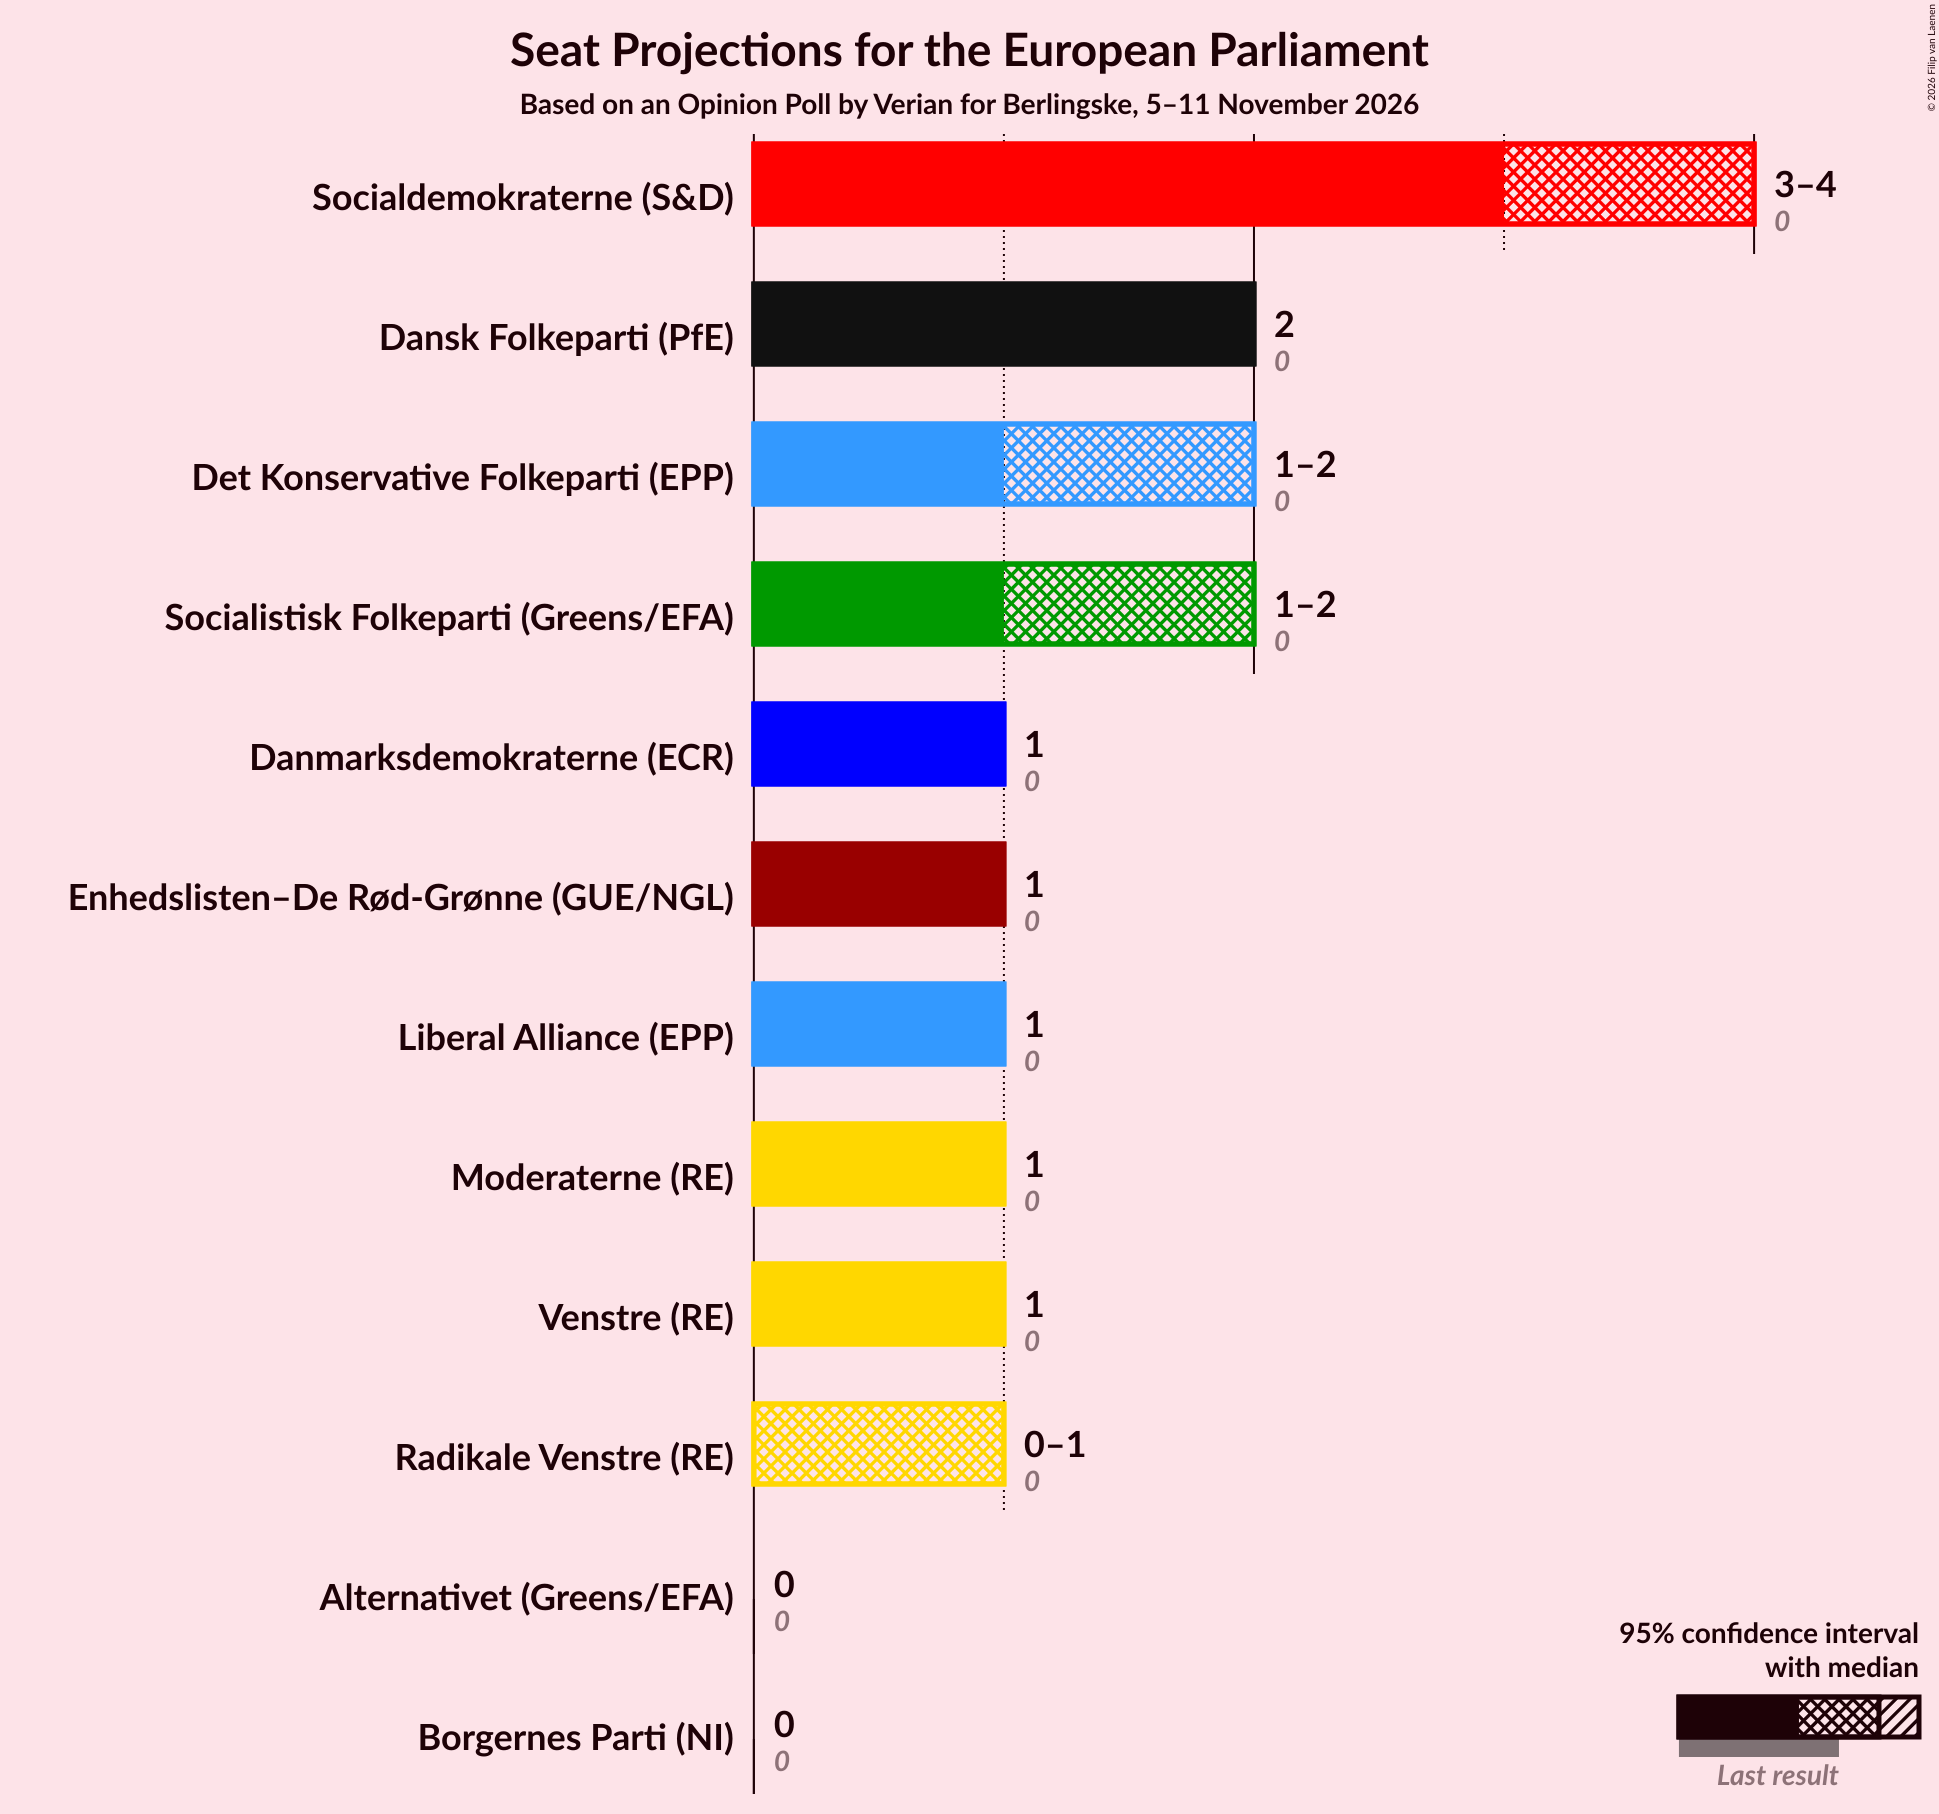 Seat Projections for the European Parliament
Based on an Opinion Poll by Verian for Berlingske, 5–11 November 2026
© 2026 Filip van Laenen
Socialdemokraterne (S&D)
3–4
0
Dansk Folkeparti (PfE)
2
0
Det Konservative Folkeparti (EPP)
1–2
0
Socialistisk Folkeparti (Greens/EFA)
1–2
0
Danmarksdemokraterne (ECR)
1
0
Enhedslisten–De Rød-Grønne (GUE/NGL)
1
0
Liberal Alliance (EPP)
1
0
Moderaterne (RE)
1
0
Venstre (RE)
1
0
Radikale Venstre (RE)
0–1
0
Alternativet (Greens/EFA)
0
0
Borgernes Parti (NI)
0
0
95% confidence interval
with median
Last result